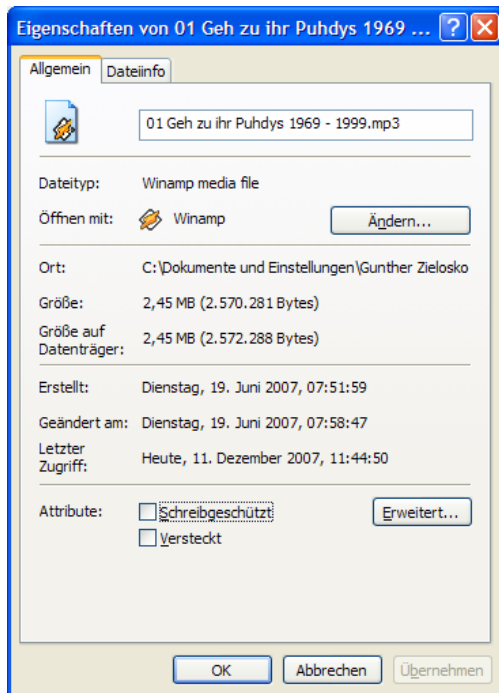 Eigenschaften von 01 Geh zu ihr Puhdys 1969 ...
Allgemein Dateiinfo
01 Geh zu ihr Puhdys 1969 - 1999.mp3
Dateityp: Winamp media file
Öffnen mit: Winamp Ändern...
Ort: C:\Dokumente und Einstellungen\Gunther Zielosko
Größe: 2,45 MB (2.570.281 Bytes)
Größe auf
Datenträger: 2,45 MB (2.572.288 Bytes)
Erstellt: Dienstag, 19. Juni 2007, 07:51:59
Geändert am: Dienstag, 19. Juni 2007, 07:58:47
Letzter
Zugriff: Heute, 11. Dezember 2007, 11:44:50
Attribute: Schreibgeschützt Erweitert...
Versteckt
OK Abbrechen Übernehmen